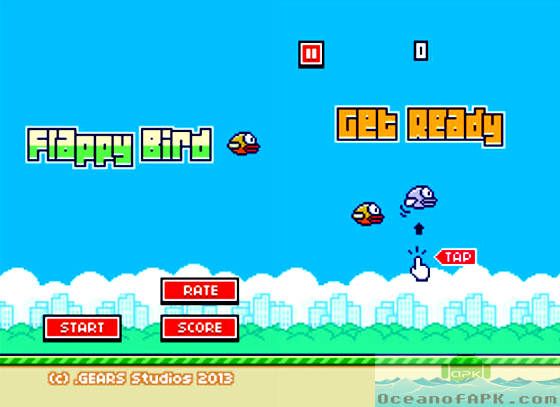 Flappy Bird
RATE
START
SCORE
(c) .GEARS Studios 2013
0
Get Ready
TAP
apk
OceanofAPK.com